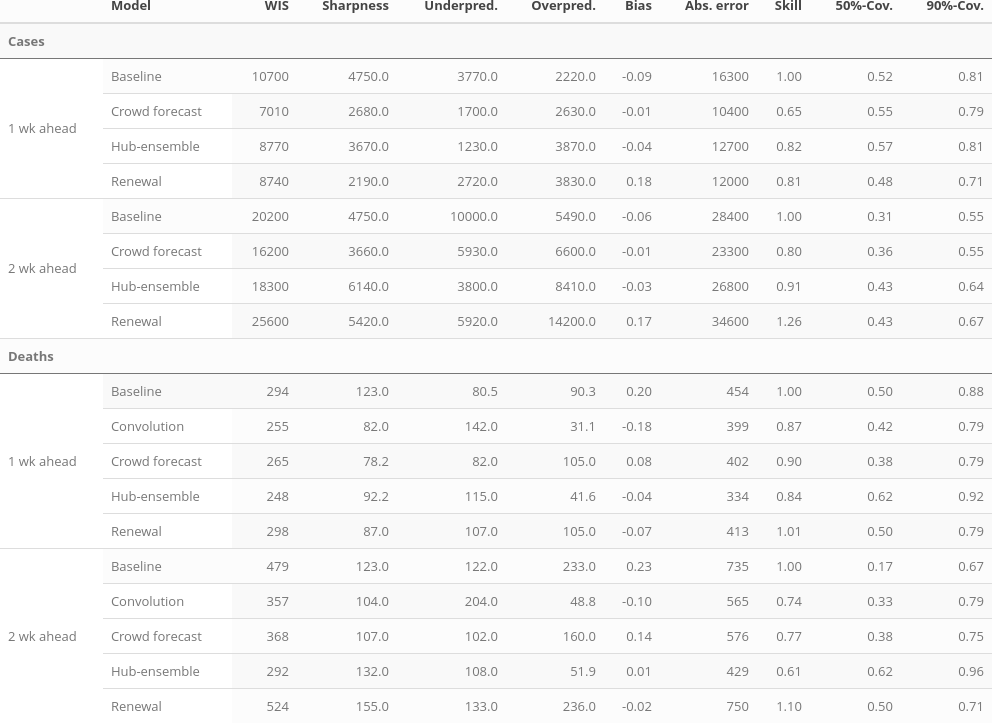 Model WIS Sharpness Underpred. Overpred. Bias Abs. error Skill 50%-Cov. 90%-Cov.
Cases
1 wk ahead
Baseline 10700 4750.0 3770.0 2220.0 -0.09 16300 1.00 0.52 0.81
Crowd forecast 7010 2680.0 1700.0 2630.0 -0.01 10400 0.65 0.55 0.79
Hub-ensemble 8770 3670.0 1230.0 3870.0 -0.04 12700 0.82 0.57 0.81
Renewal 8740 2190.0 2720.0 3830.0 0.18 12000 0.81 0.48 0.71
2 wk ahead
Baseline 20200 4750.0 10000.0 5490.0 -0.06 28400 1.00 0.31 0.55
Crowd forecast 16200 3660.0 5930.0 6600.0 -0.01 23300 0.80 0.36 0.55
Hub-ensemble 18300 6140.0 3800.0 8410.0 -0.03 26800 0.91 0.43 0.64
Renewal 25600 5420.0 5920.0 14200.0 0.17 34600 1.26 0.43 0.67
Deaths
1 wk ahead
Baseline 294 123.0 80.5 90.3 0.20 454 1.00 0.50 0.88
Convolution 255 82.0 142.0 31.1 -0.18 399 0.87 0.42 0.79
Crowd forecast 265 78.2 82.0 105.0 0.08 402 0.90 0.38 0.79
Hub-ensemble 248 92.2 115.0 41.6 -0.04 334 0.84 0.62 0.92
Renewal 298 87.0 107.0 105.0 -0.07 413 1.01 0.50 0.79
2 wk ahead
Baseline 479 123.0 122.0 233.0 0.23 735 1.00 0.17 0.67
Convolution 357 104.0 204.0 48.8 -0.10 565 0.74 0.33 0.79
Crowd forecast 368 107.0 102.0 160.0 0.14 576 0.77 0.38 0.75
Hub-ensemble 292 132.0 108.0 51.9 0.01 429 0.61 0.62 0.96
Renewal 524 155.0 133.0 236.0 -0.02 750 1.10 0.50 0.71